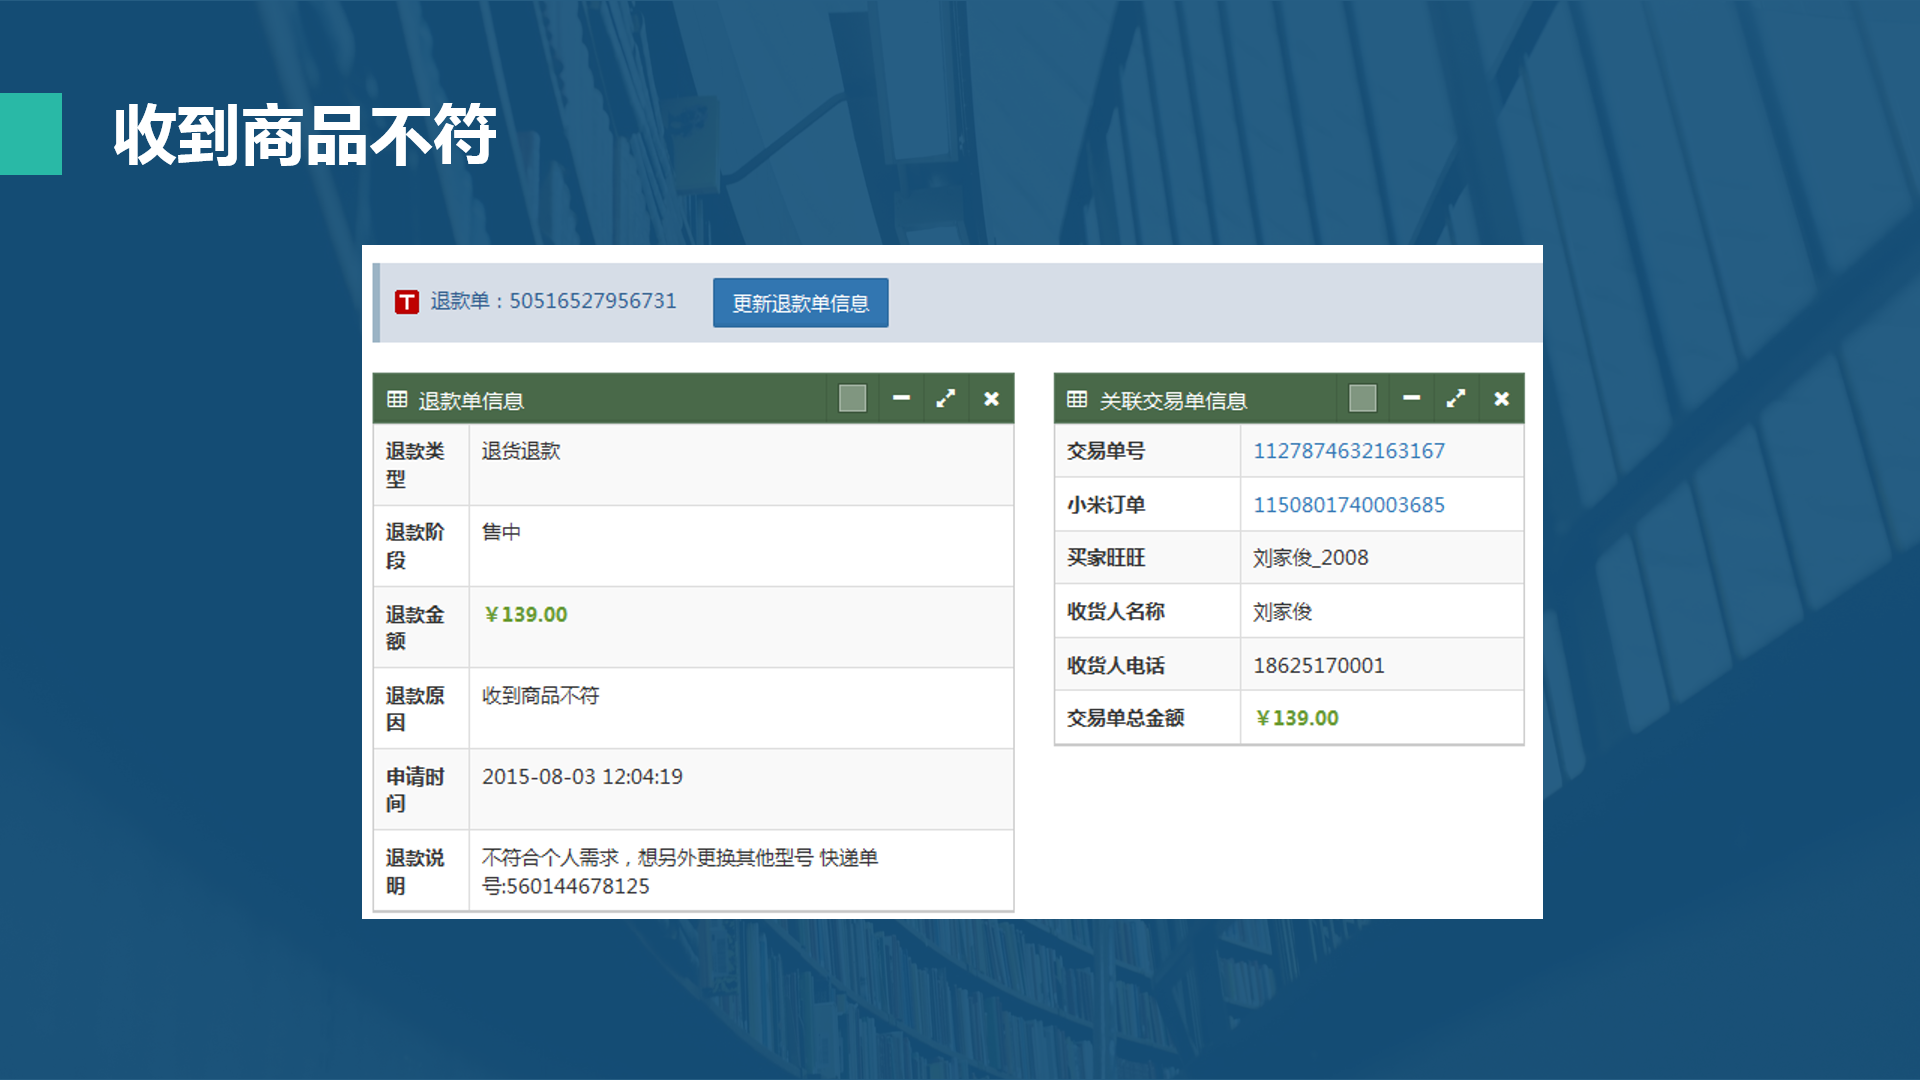 收到商品不符
T 退款单：50516527956731 更新退款单信息
退款单信息
退款类
型
退货退款
退款阶
段
售中
退款金
额
￥139.00
退款原
因
收到商品不符
申请时
间
2015-08-03 12:04:19
退款说
明
不符合个人需求，想另外更换其他型号 快递单
号:560144678125
关联交易单信息
交易单号 1127874632163167
小米订单 1150801740003685
买家旺旺 刘家俊_2008
收货人名称 刘家俊
收货人电话 18625170001
交易单总金额 ￥139.00